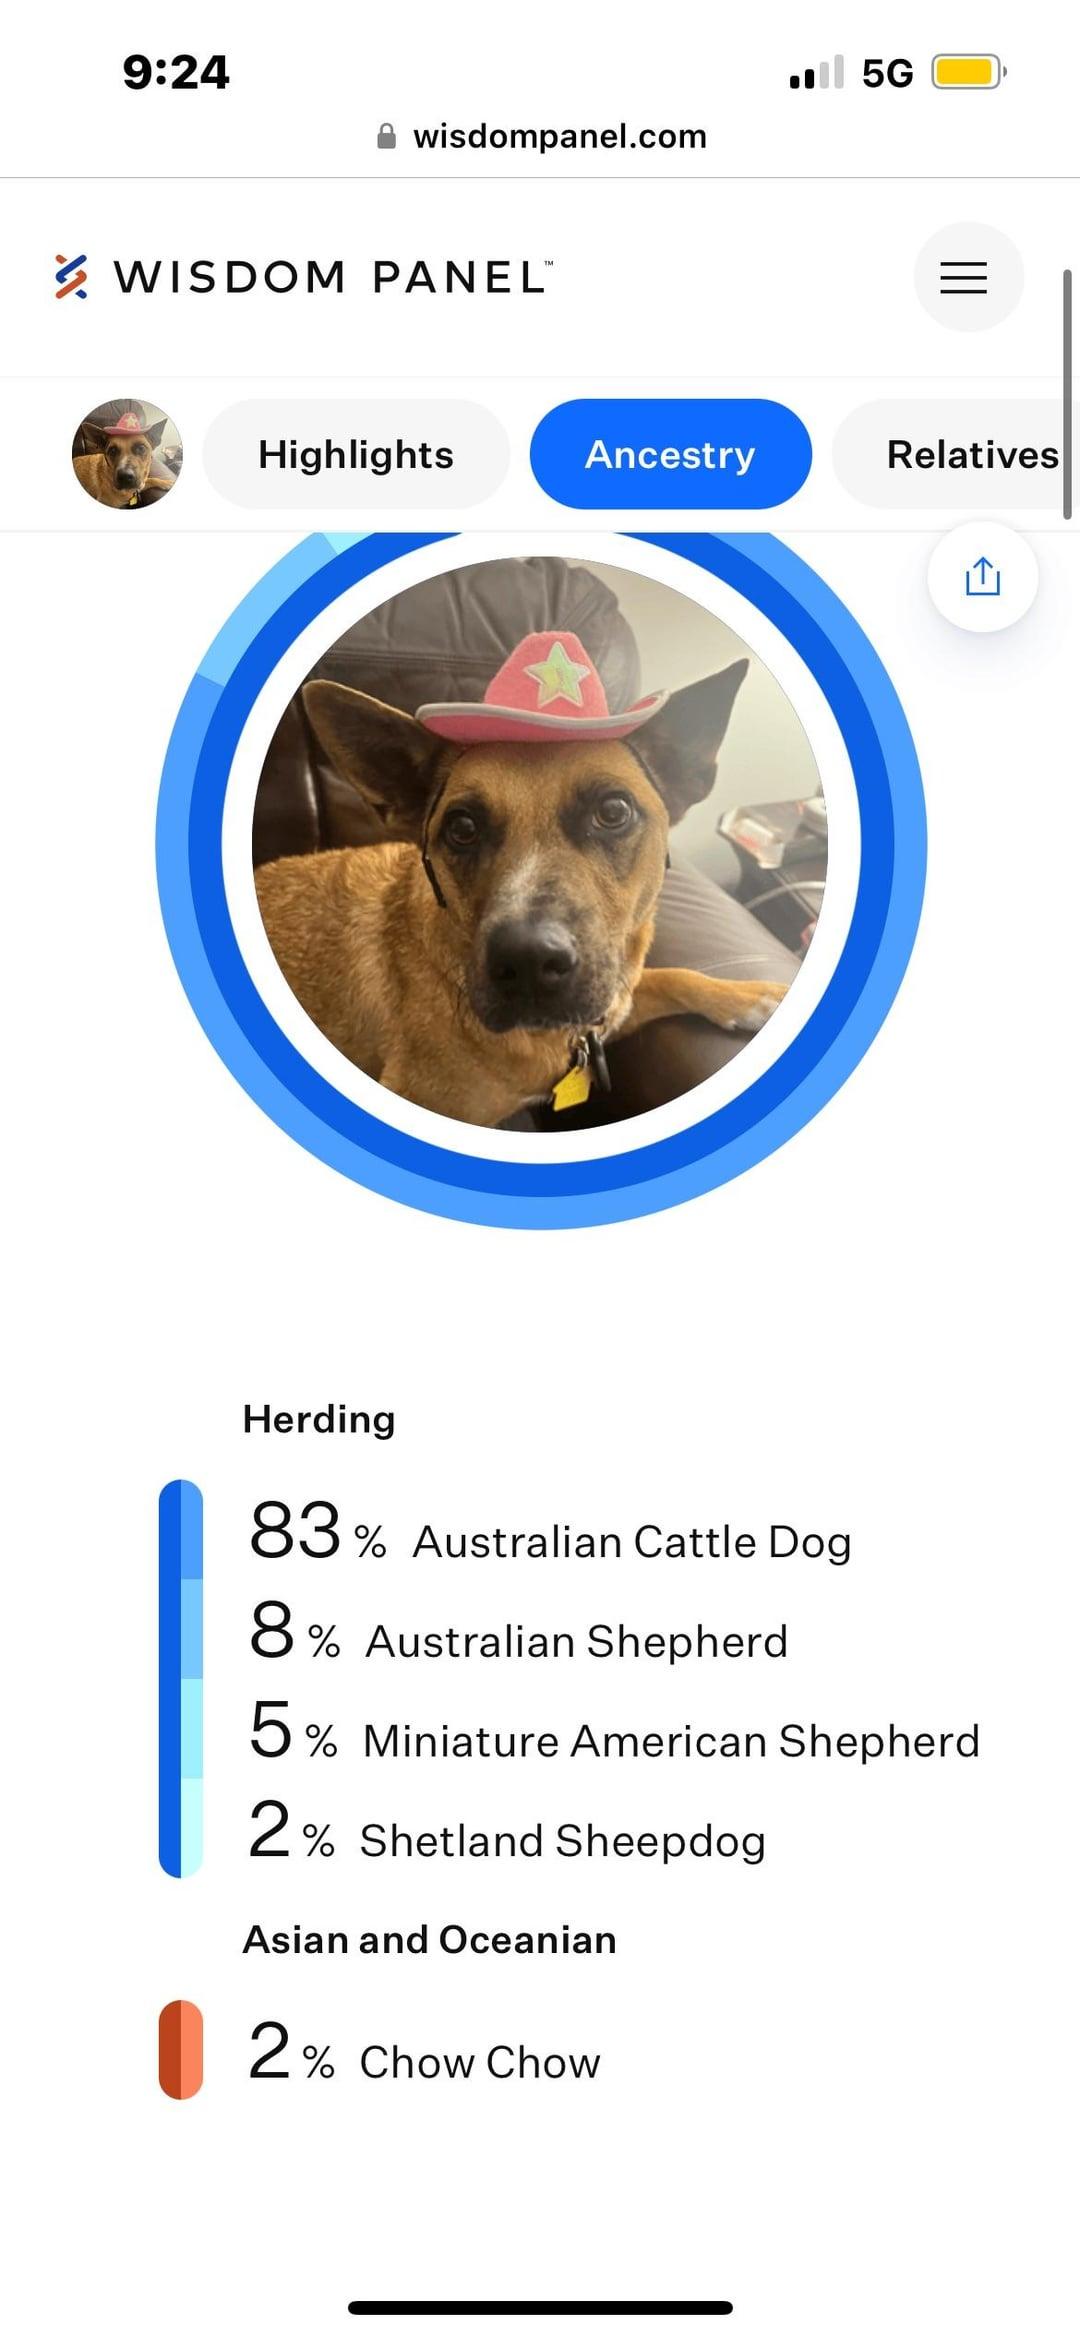 9:24
5G
wisdompanel.com
WISDOM PANEL™
Highlights
Ancestry
Relatives
Herding
83 % Australian Cattle Dog
8 % Australian Shepherd
5 % Miniature American Shepherd
2 % Shetland Sheepdog
Asian and Oceanian
2 % Chow Chow